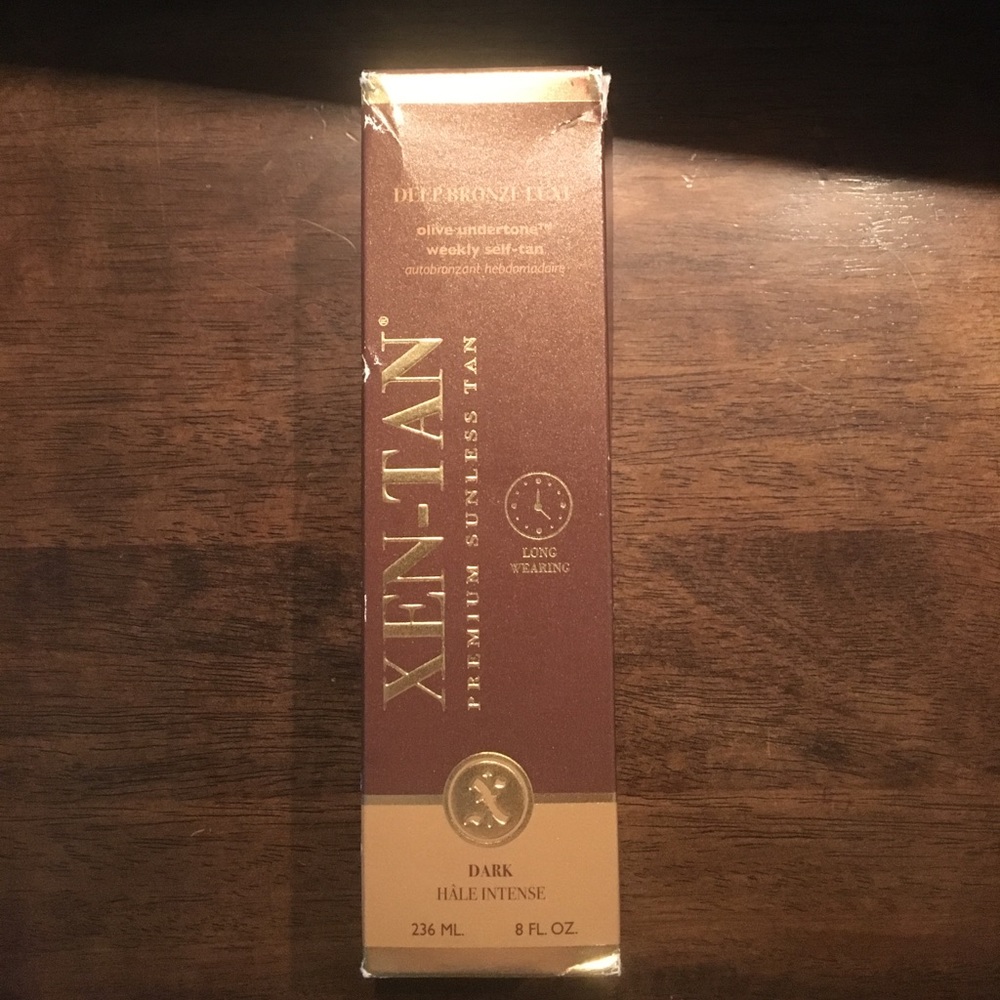 DEEP BRONZE LUXE
olive undertone™
weekly self-tan
autobronzant hebdomadaire
XEN-TAN®
PREMIUM SUNLESS TAN
LONG
WEARING
X
DARK
HÂLE INTENSE
236 ML. 8 FL. OZ.